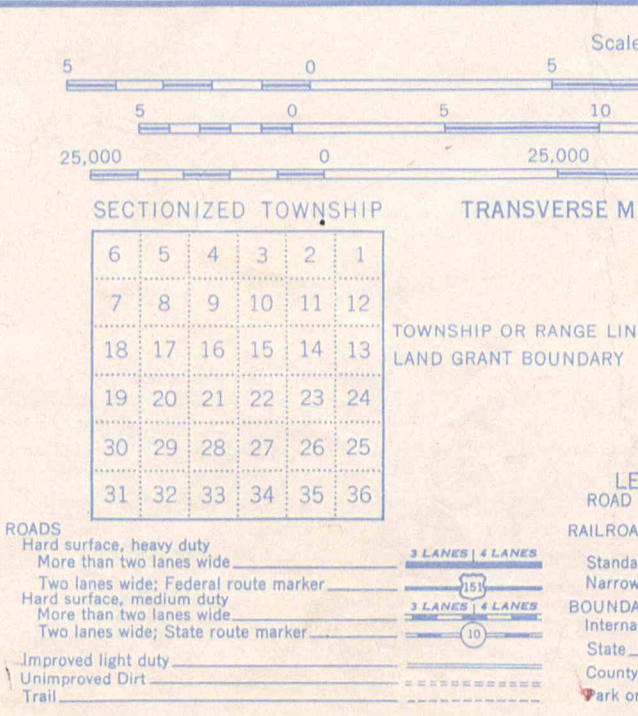 Scale
5 0 5
5 0 5 10
25,000 0 25,000
SECTIONIZED TOWNSHIP
6 5 4 3 2 1
7 8 9 10 11 12
18 17 16 15 14 13
19 20 21 22 23 24
30 29 28 27 26 25
31 32 33 34 35 36
TRANSVERSE M
TOWNSHIP OR RANGE LIN
LAND GRANT BOUNDARY
ROADS
Hard surface, heavy duty
More than two lanes wide 3 LANES | 4 LANES
Two lanes wide; Federal route marker 151
Hard surface, medium duty
More than two lanes wide 3 LANES | 4 LANES
Two lanes wide; State route marker 10
Improved light duty
Unimproved Dirt
Trail
LE
ROAD
RAILROA
Standa
Narrow
BOUNDA
Interna
State
County
Park or